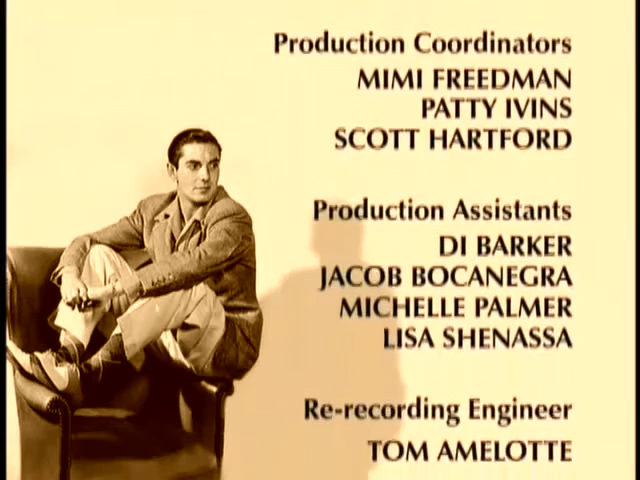 Production Coordinators
MIMI FREEDMAN
PATTY IVINS
SCOTT HARTFORD
Production Assistants
DI BARKER
JACOB BOCANEGRA
MICHELLE PALMER
LISA SHENASSA
Re-recording Engineer
TOM AMELOTTE